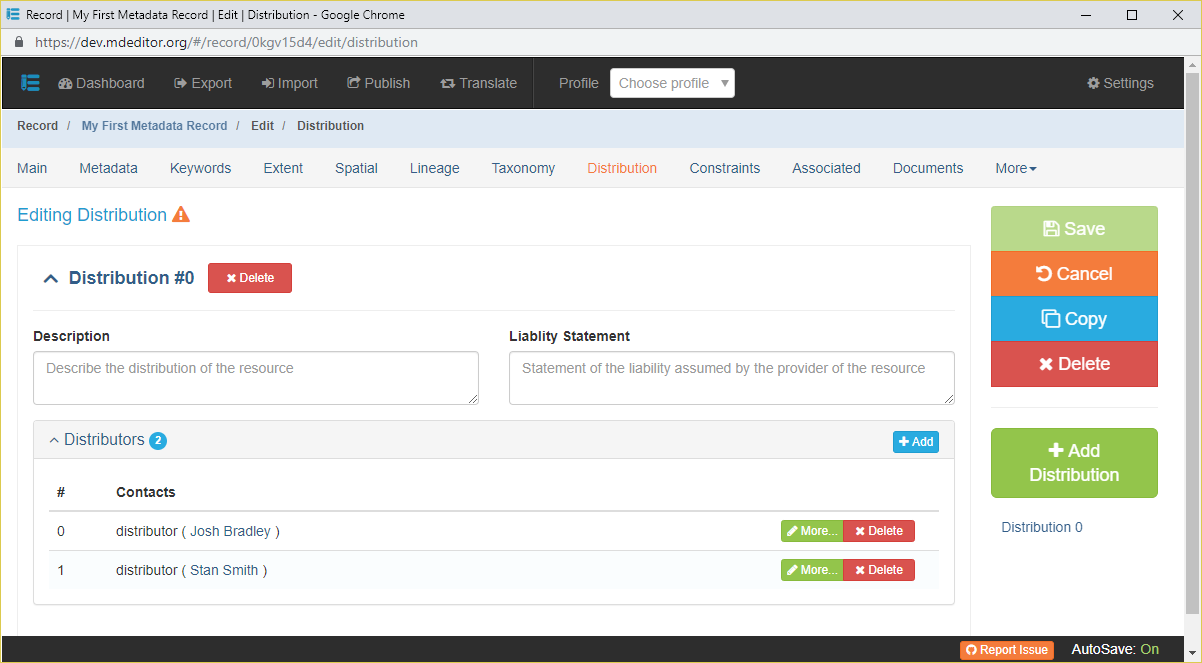 Record | My First Metadata Record | Edit | Distribution - Google Chrome
https://dev.mdeditor.org/#/record/0kgv15d4/edit/distribution
Dashboard Export Import Publish Translate Profile Choose profile Settings
Record / My First Metadata Record / Edit / Distribution
Main Metadata Keywords Extent Spatial Lineage Taxonomy Distribution Constraints Associated Documents More
Editing Distribution
Save
Cancel
Copy
Delete
Add
Distribution
Distribution 0
Distribution #0 Delete
Description Liablity Statement
Describe the distribution of the resource Statement of the liability assumed by the provider of the resource
Distributors 2 Add
# Contacts
0 distributor ( Josh Bradley ) More... Delete
1 distributor ( Stan Smith ) More... Delete
Report Issue AutoSave: On